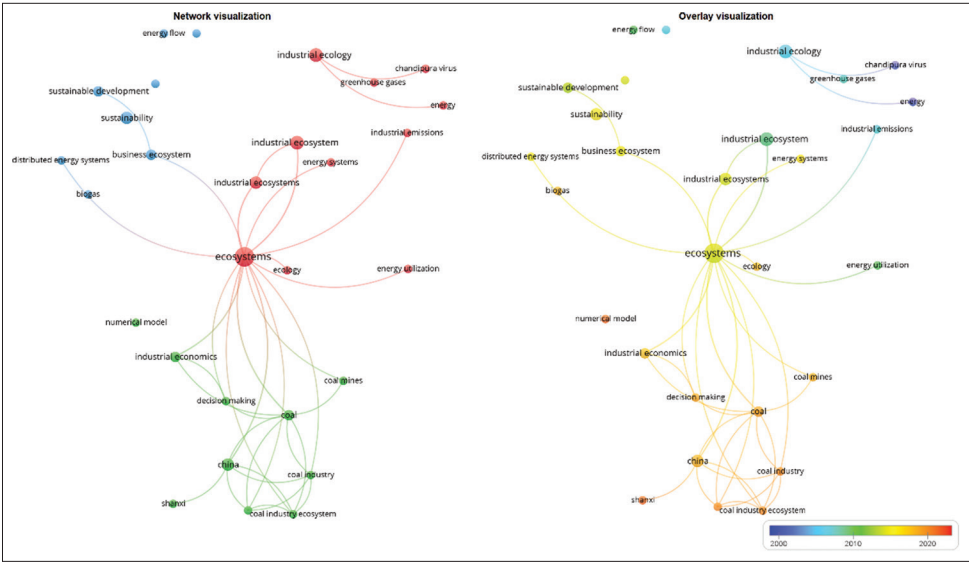 Network visualization
energy flow
industrial ecology
chandipura virus
greenhouse gases
sustainable development
energy
sustainability
industrial emissions
industrial ecosystem
business ecosystem
distributed energy systems
energy systems
industrial ecosystems
biogas
ecosystems
ecology
energy utilization
numerical model
industrial economics
coal mines
decision making
coal
china
coal industry
shanxi
coal industry ecosystem
Overlay visualization
energy flow
industrial ecology
chandipura virus
greenhouse gases
sustainable development
energy
sustainability
industrial emissions
industrial ecosystem
business ecosystem
distributed energy systems
energy systems
industrial ecosystems
biogas
ecosystems
ecology
energy utilization
numerical model
industrial economics
coal mines
decision making
coal
china
coal industry
shanxi
coal industry ecosystem
2000 2010 2020